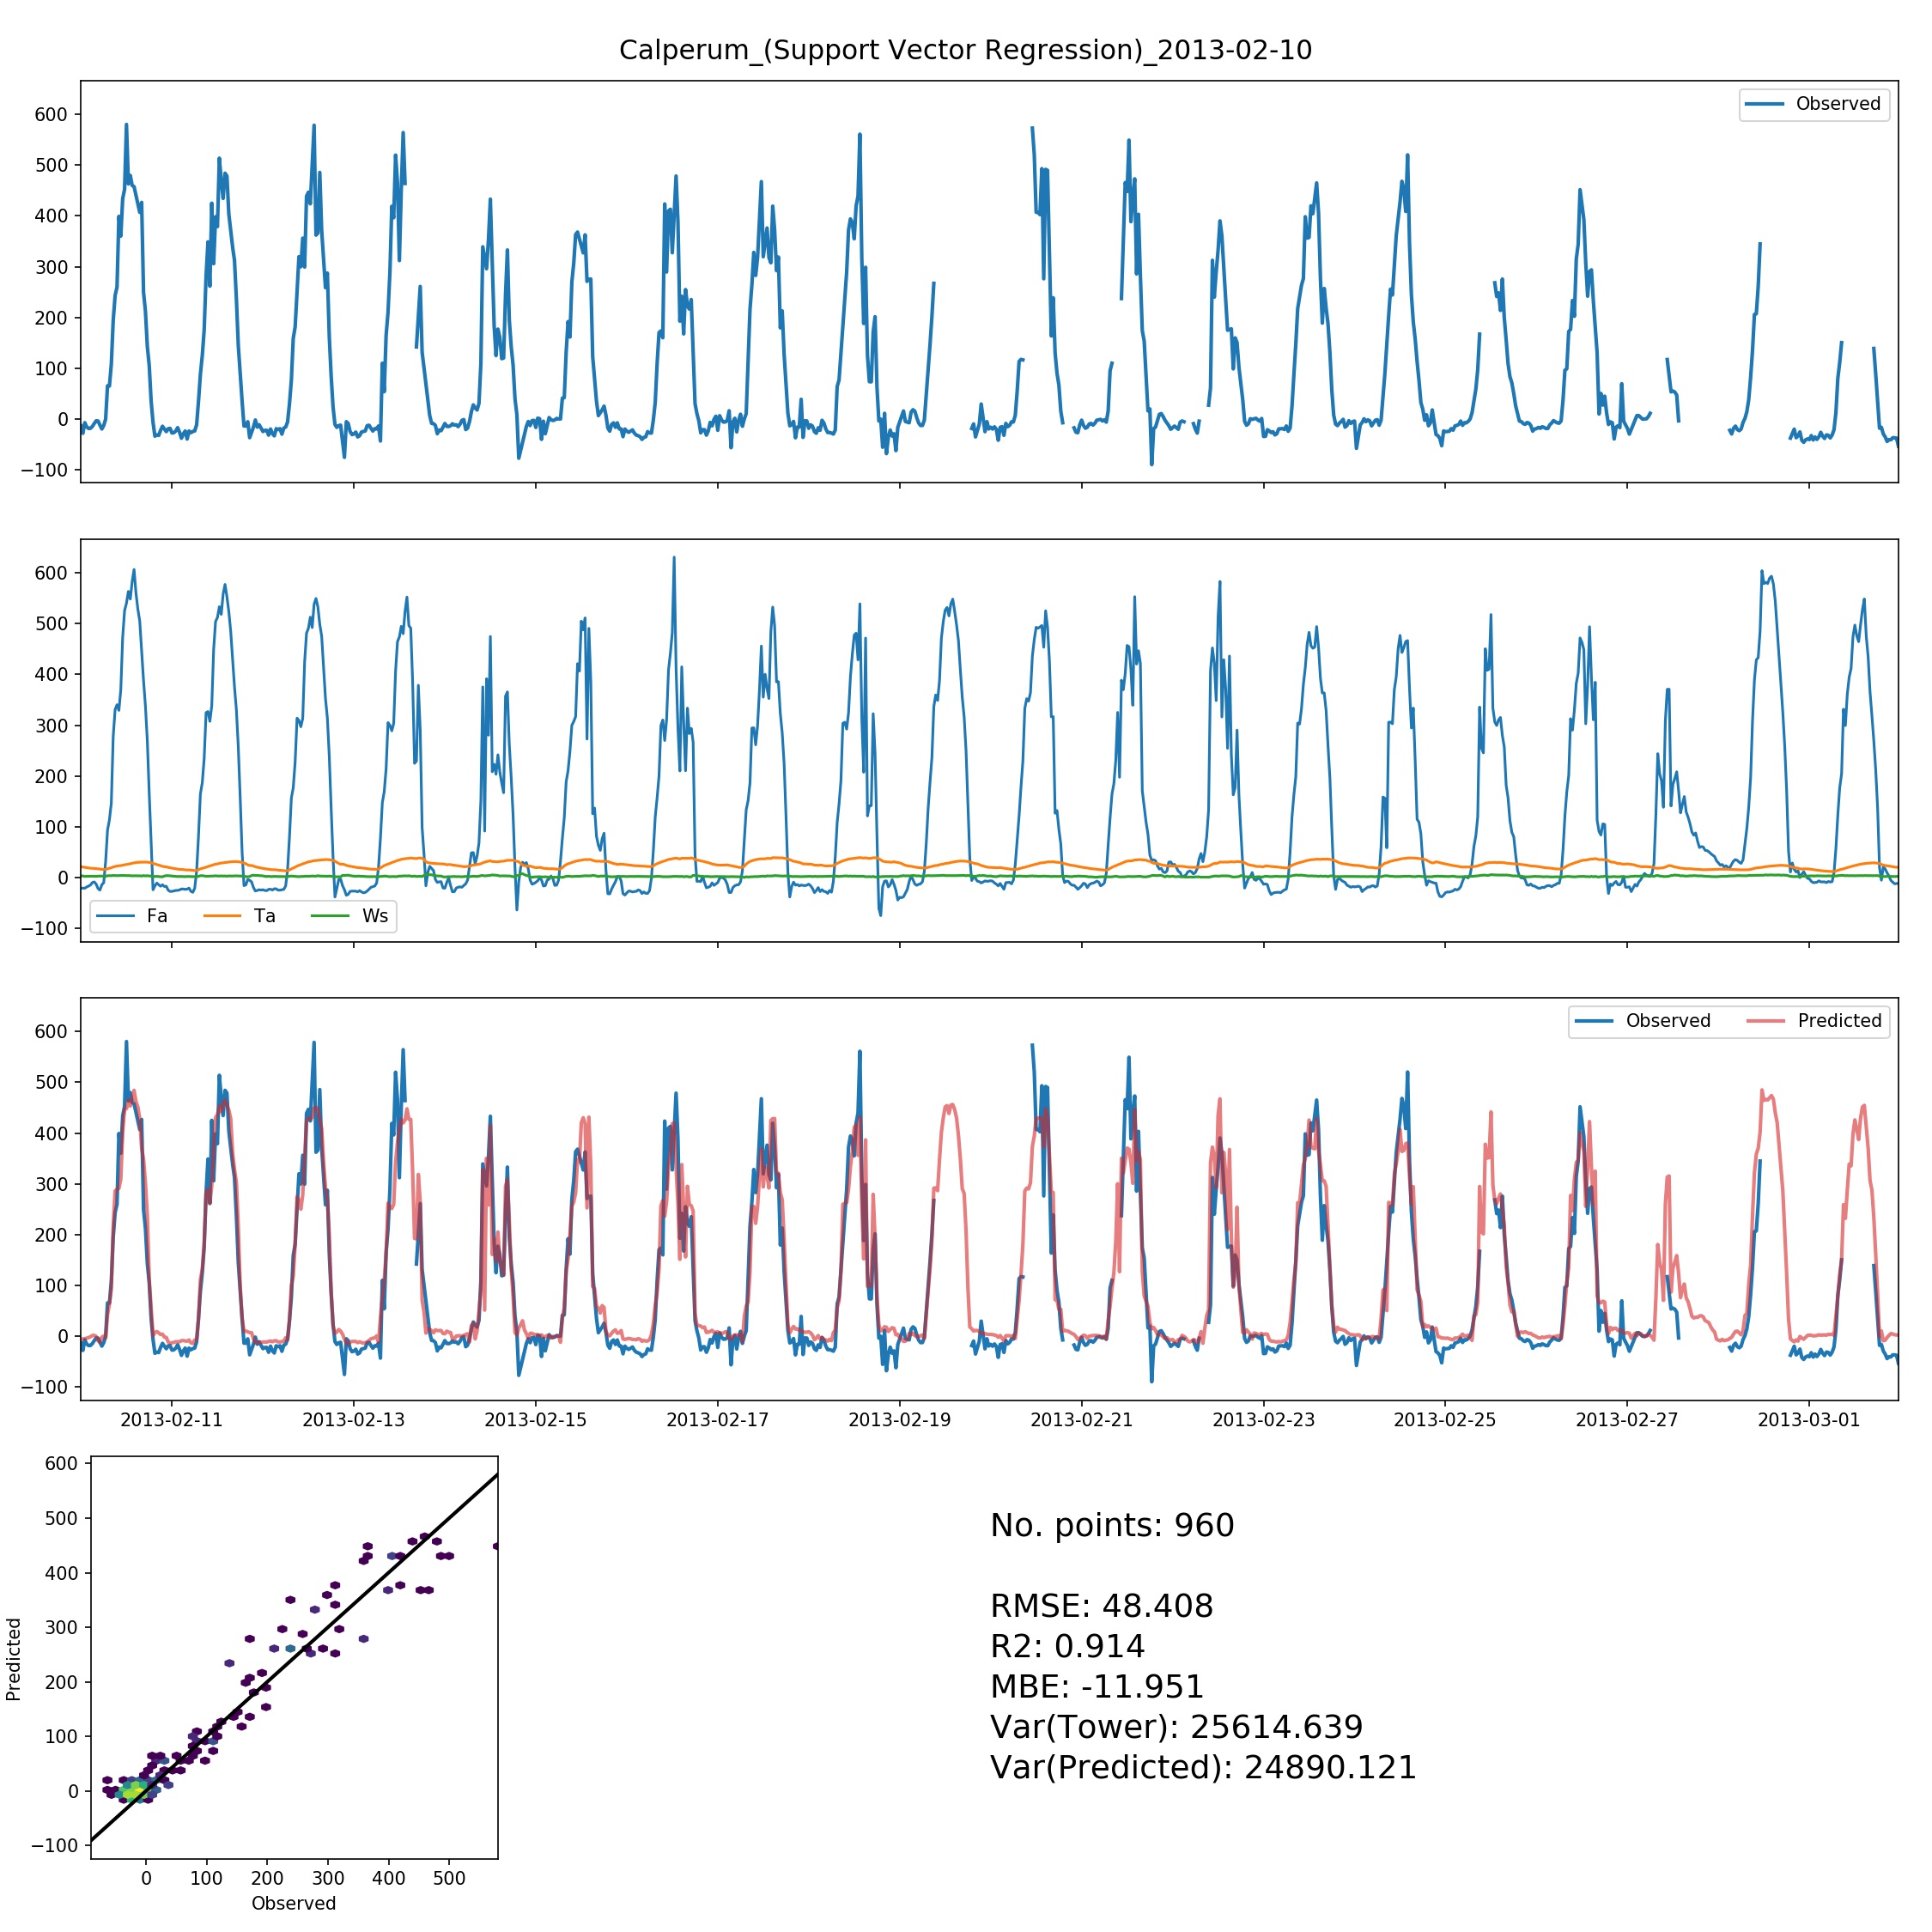 Calperum_(Support Vector Regression)_2013-02-10
600
500
400
300
200
100
0
−100
Observed
600
500
400
300
200
100
0
−100
Fa Ta Ws
600
500
400
300
200
100
0
−100
Observed Predicted
2013-02-11 2013-02-13 2013-02-15 2013-02-17 2013-02-19 2013-02-21 2013-02-23 2013-02-25 2013-02-27 2013-03-01
Predicted
600
500
400
300
200
100
0
−100
0 100 200 300 400 500
Observed
No. points: 960
RMSE: 48.408
R2: 0.914
MBE: -11.951
Var(Tower): 25614.639
Var(Predicted): 24890.121